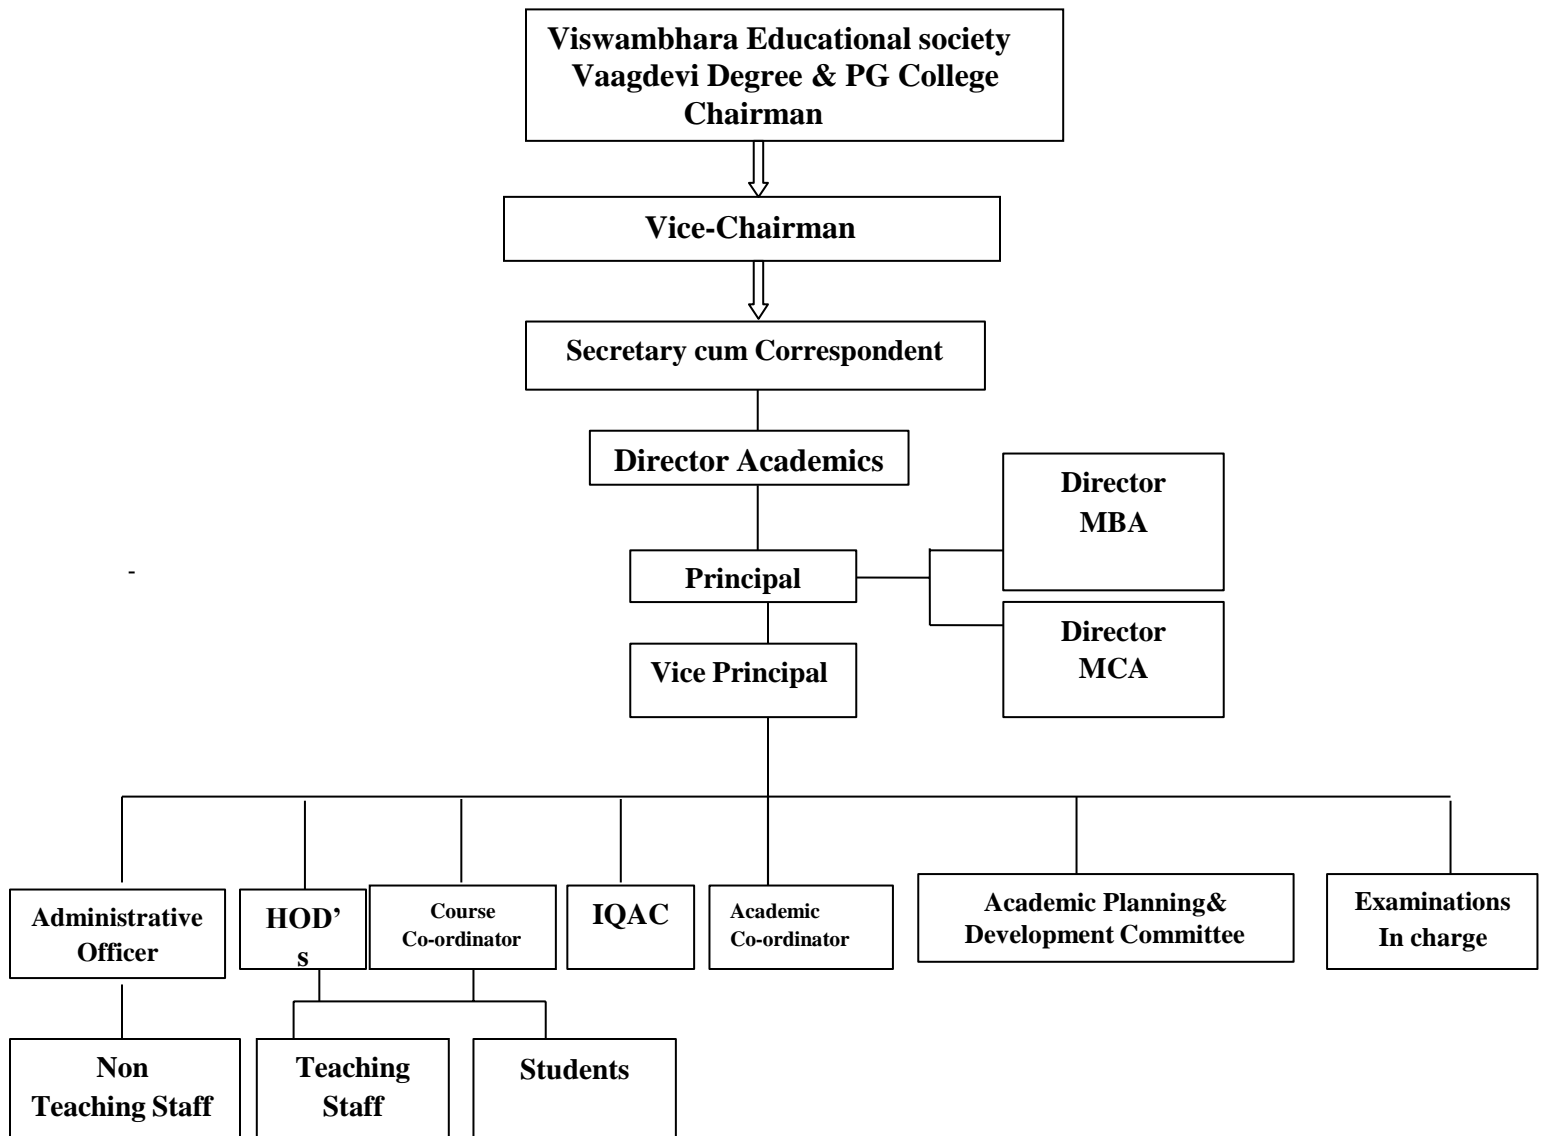 Viswambhara Educational society
Vaagdevi Degree & PG College
Chairman
Vice-Chairman
Secretary cum Correspondent
Director Academics
Director
MBA
-
Principal
Director
MCA
Vice Principal
Administrative
Officer
HOD’
s
Course
Co-ordinator
IQAC
Academic
Co-ordinator
Academic Planning&
Development Committee
Examinations
In charge
Non
Teaching Staff
Teaching
Staff
Students